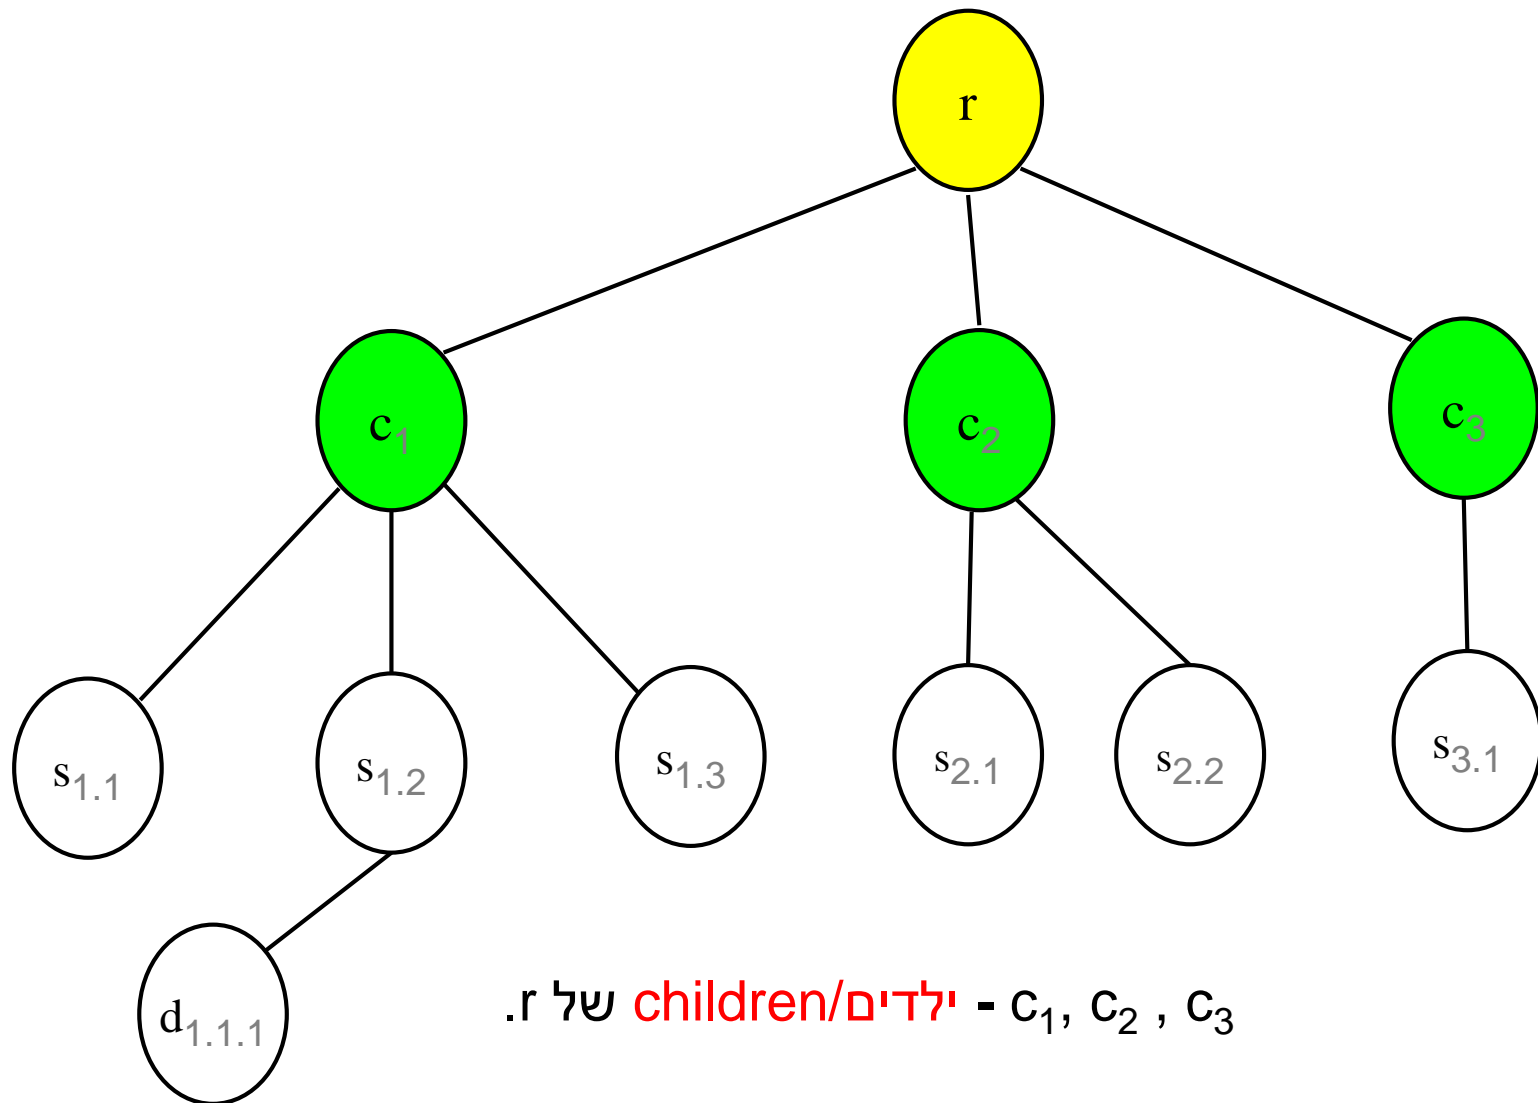 r
c₁
c₂
c₃
s₁.₁
s₁.₂
s₁.₃
s₂.₁
s₂.₂
s₃.₁
d₁.₁.₁
c₁, c₂ , c₃ - ילדים/children של r.